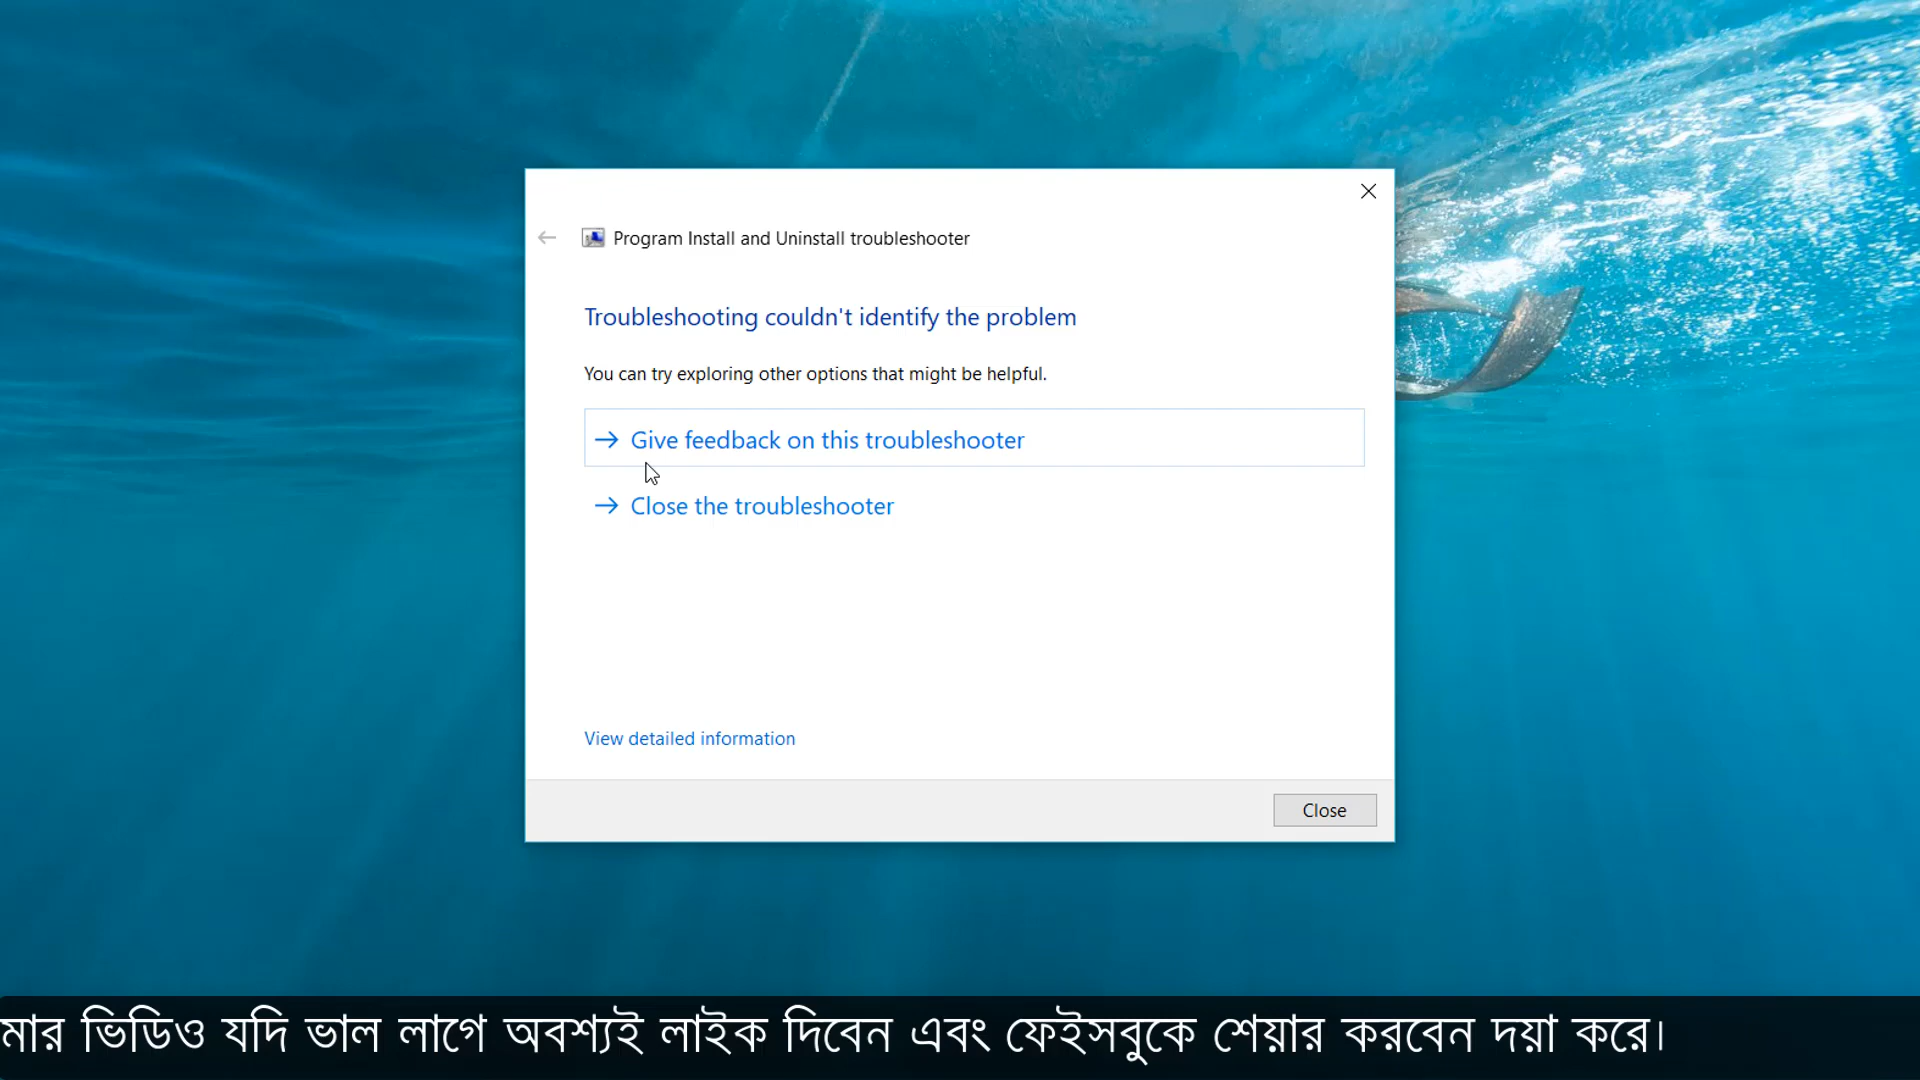 Program Install and Uninstall troubleshooter
Troubleshooting couldn't identify the problem
You can try exploring other options that might be helpful.
Give feedback on this troubleshooter
Close the troubleshooter
View detailed information
Close
মার ভিডিও যদি ভাল লাগে অবশ্যই লাইক দিবেন এবং ফেইসবুকে শেয়ার করবেন দয়া করে।